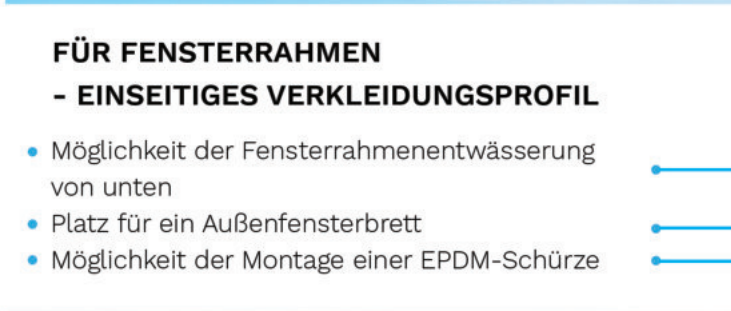 FÜR FENSTERRAHMEN
- EINSEITIGES VERKLEIDUNGSPROFIL
• Möglichkeit der Fensterrahmenentwässerung
von unten
• Platz für ein Außenfensterbrett
• Möglichkeit der Montage einer EPDM-Schürze